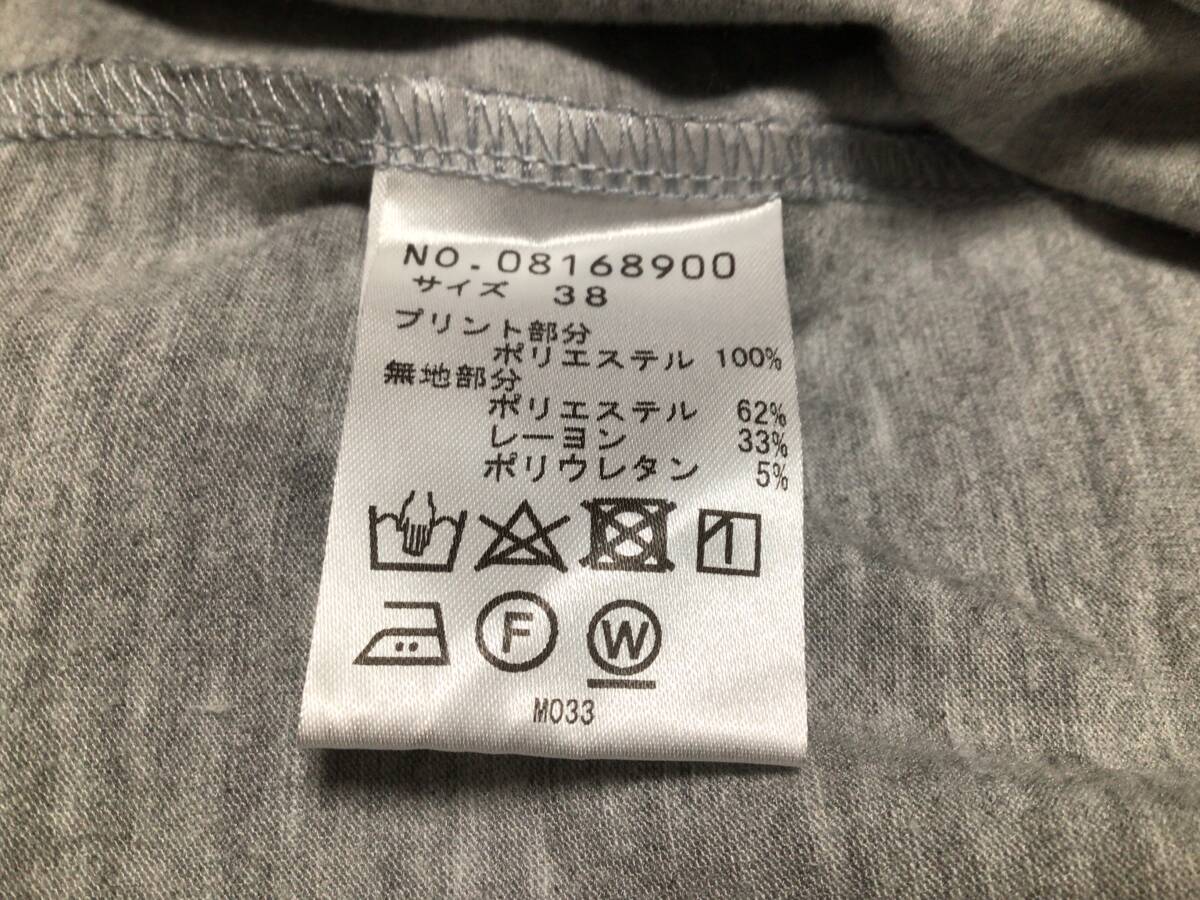 NO.08168900
サイズ 38
プリント部分
ポリエステル 100%
無地部分
ポリエステル 62%
レーヨン 33%
ポリウレタン 5%
F W
M033